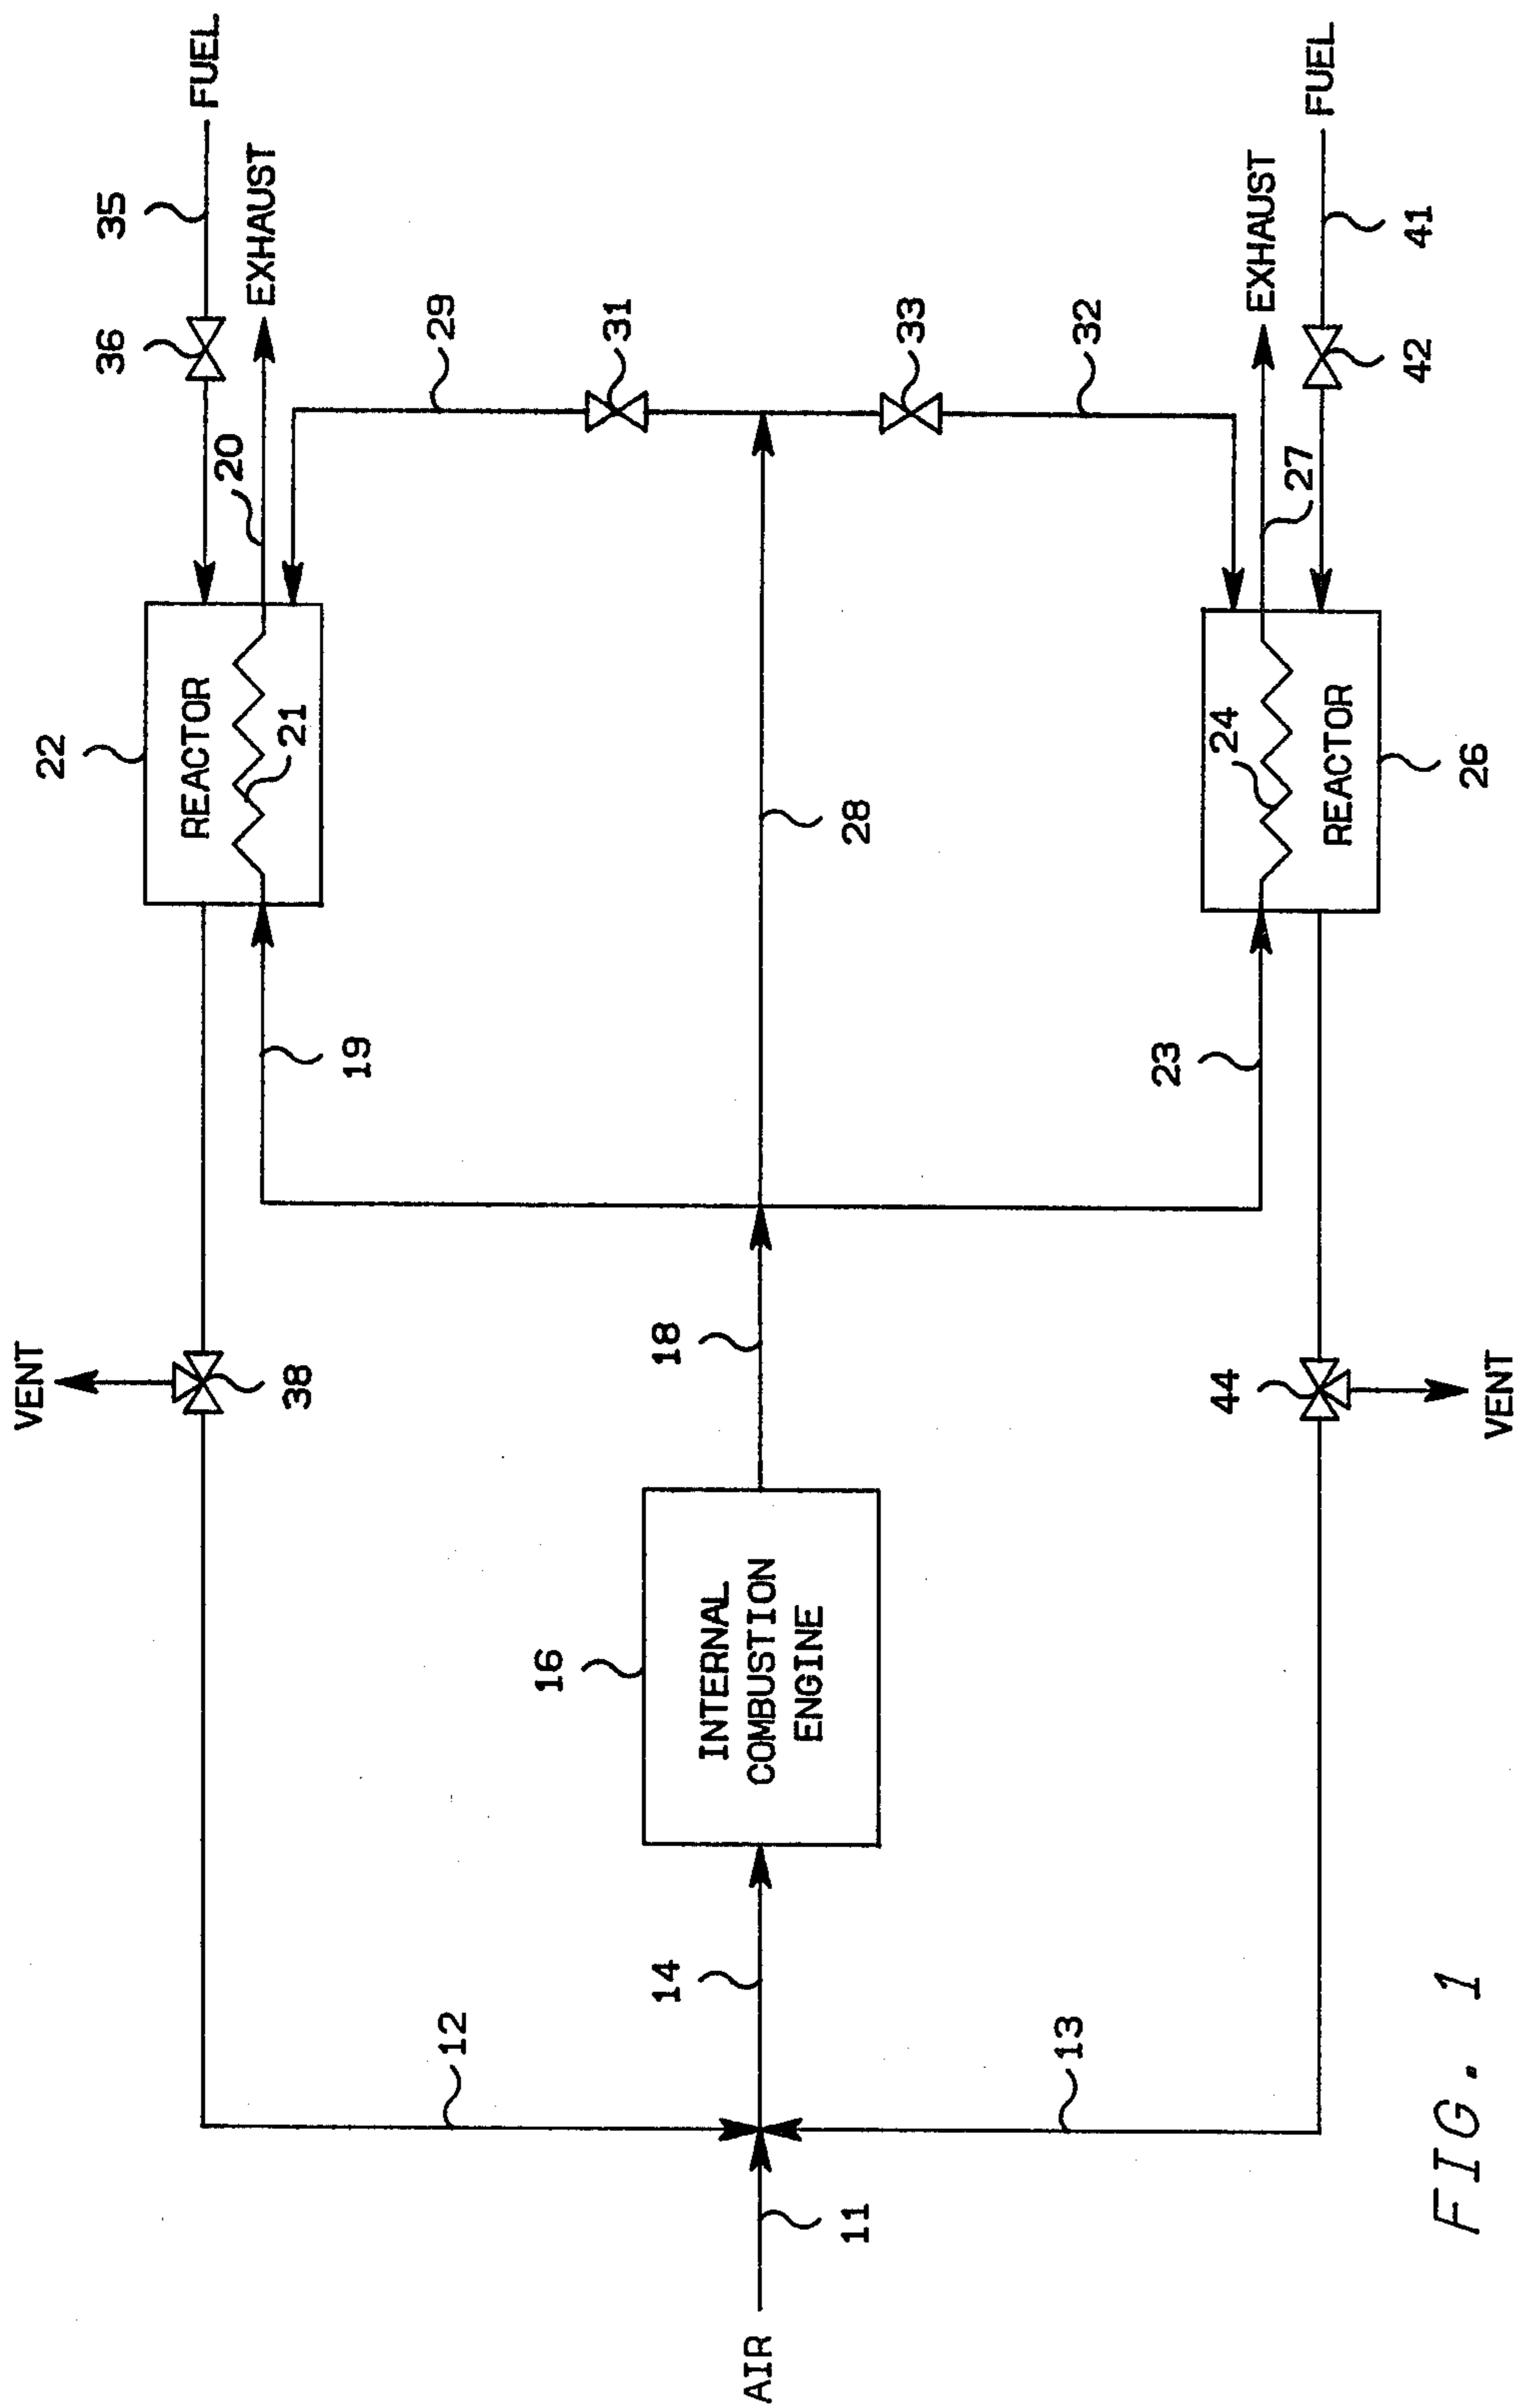 FUEL
35
36
EXHAUST
20
29
31
33
32
EXHAUST
FUEL
41
42
27
22
REACTOR
21
28
24
REACTOR
26
19
23
VENT
38
18
44
VENT
16
INTERNAL
COMBUSTION
ENGINE
12
14
13
11
AIR
FIG. 1